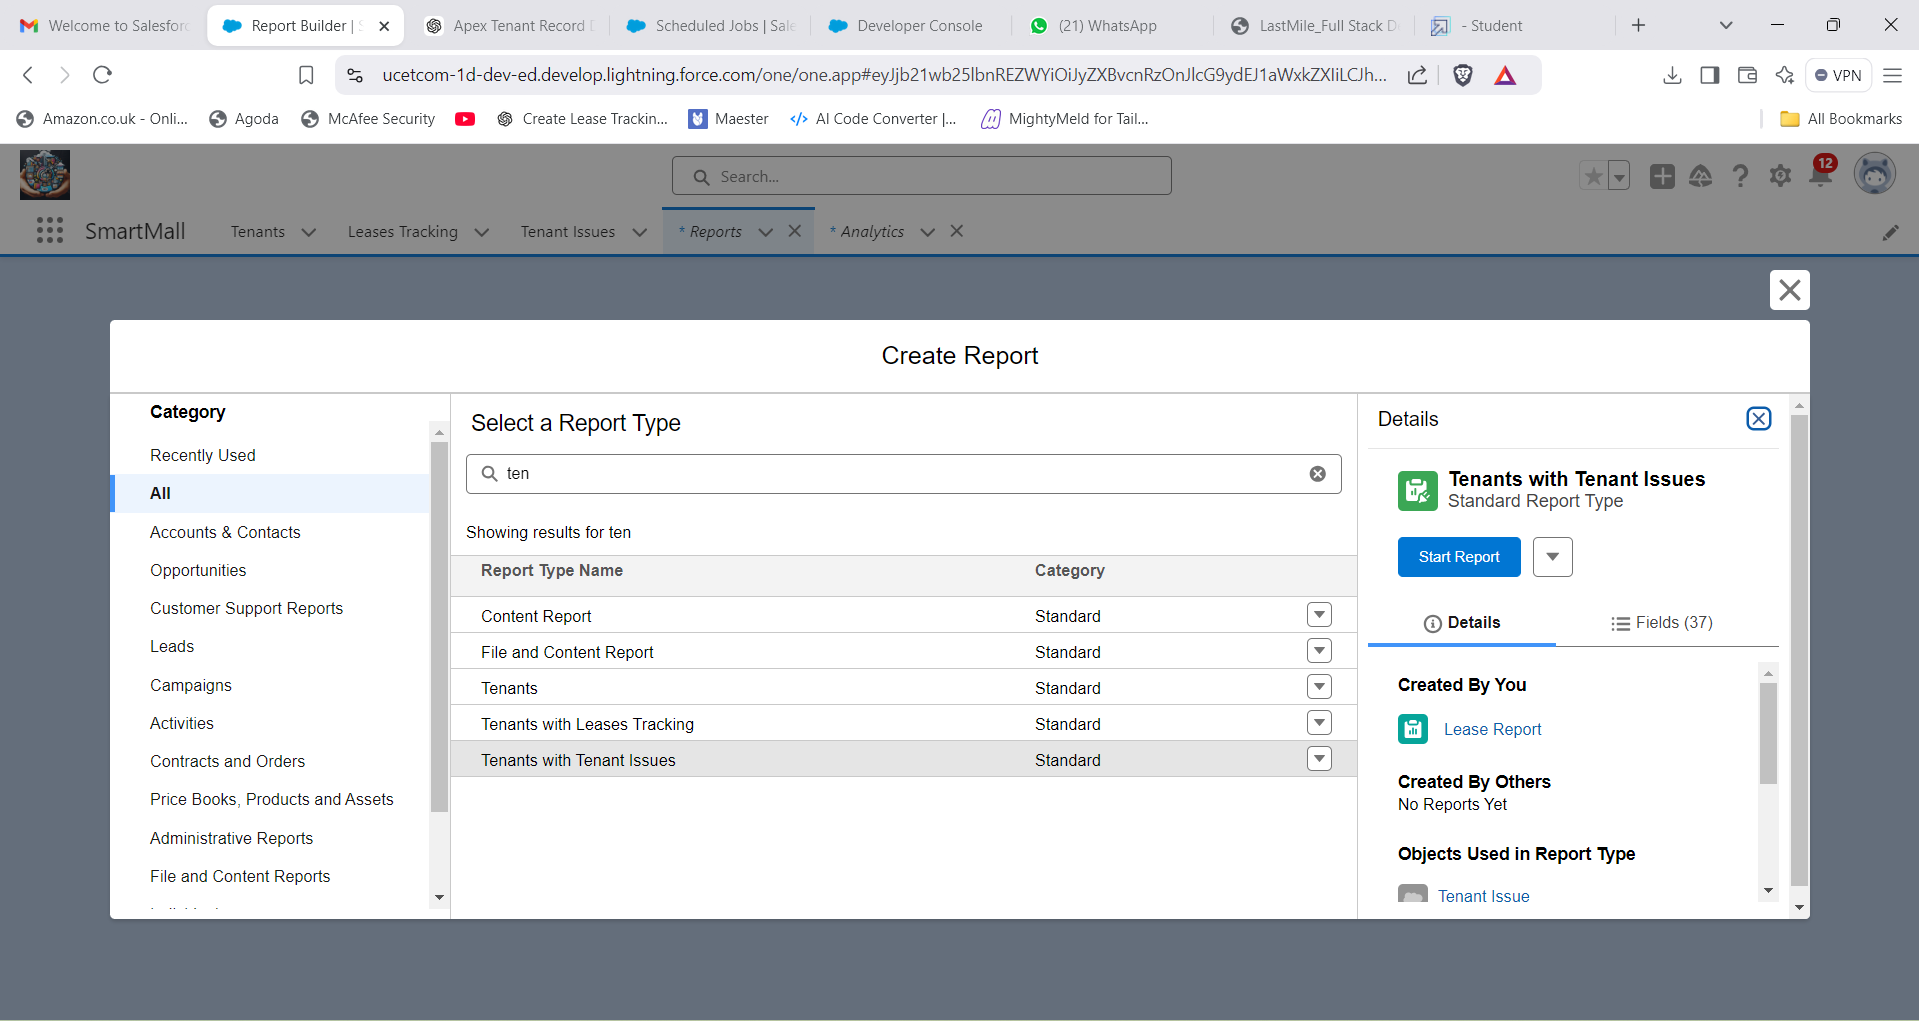 Welcome to Salesforc
Report Builder | S
Apex Tenant Record D
Scheduled Jobs | Sale
Developer Console
(21) WhatsApp
LastMile_Full Stack D
- Student
ucetcom-1d-dev-ed.develop.lightning.force.com/one/one.app#eyJjb21wb25lbnREZWYiOiJyZXBvcnRzOnJlcG9ydEJ1aWxkZXIiLCJh...
VPN
Amazon.co.uk - Onli...
Agoda
McAfee Security
Create Lease Trackin...
Maester
AI Code Converter |...
MightyMeld for Tail...
All Bookmarks
Search...
12
SmartMall
Tenants
Leases Tracking
Tenant Issues
* Reports
* Analytics
Create Report
Category
Recently Used
All
Accounts & Contacts
Opportunities
Customer Support Reports
Leads
Campaigns
Activities
Contracts and Orders
Price Books, Products and Assets
Administrative Reports
File and Content Reports
Select a Report Type
ten
Showing results for ten
Report Type Name Category
Content Report Standard
File and Content Report Standard
Tenants Standard
Tenants with Leases Tracking Standard
Tenants with Tenant Issues Standard
Details
Tenants with Tenant Issues
Standard Report Type
Start Report
Details
Fields (37)
Created By You
Lease Report
Created By Others
No Reports Yet
Objects Used in Report Type
Tenant Issue